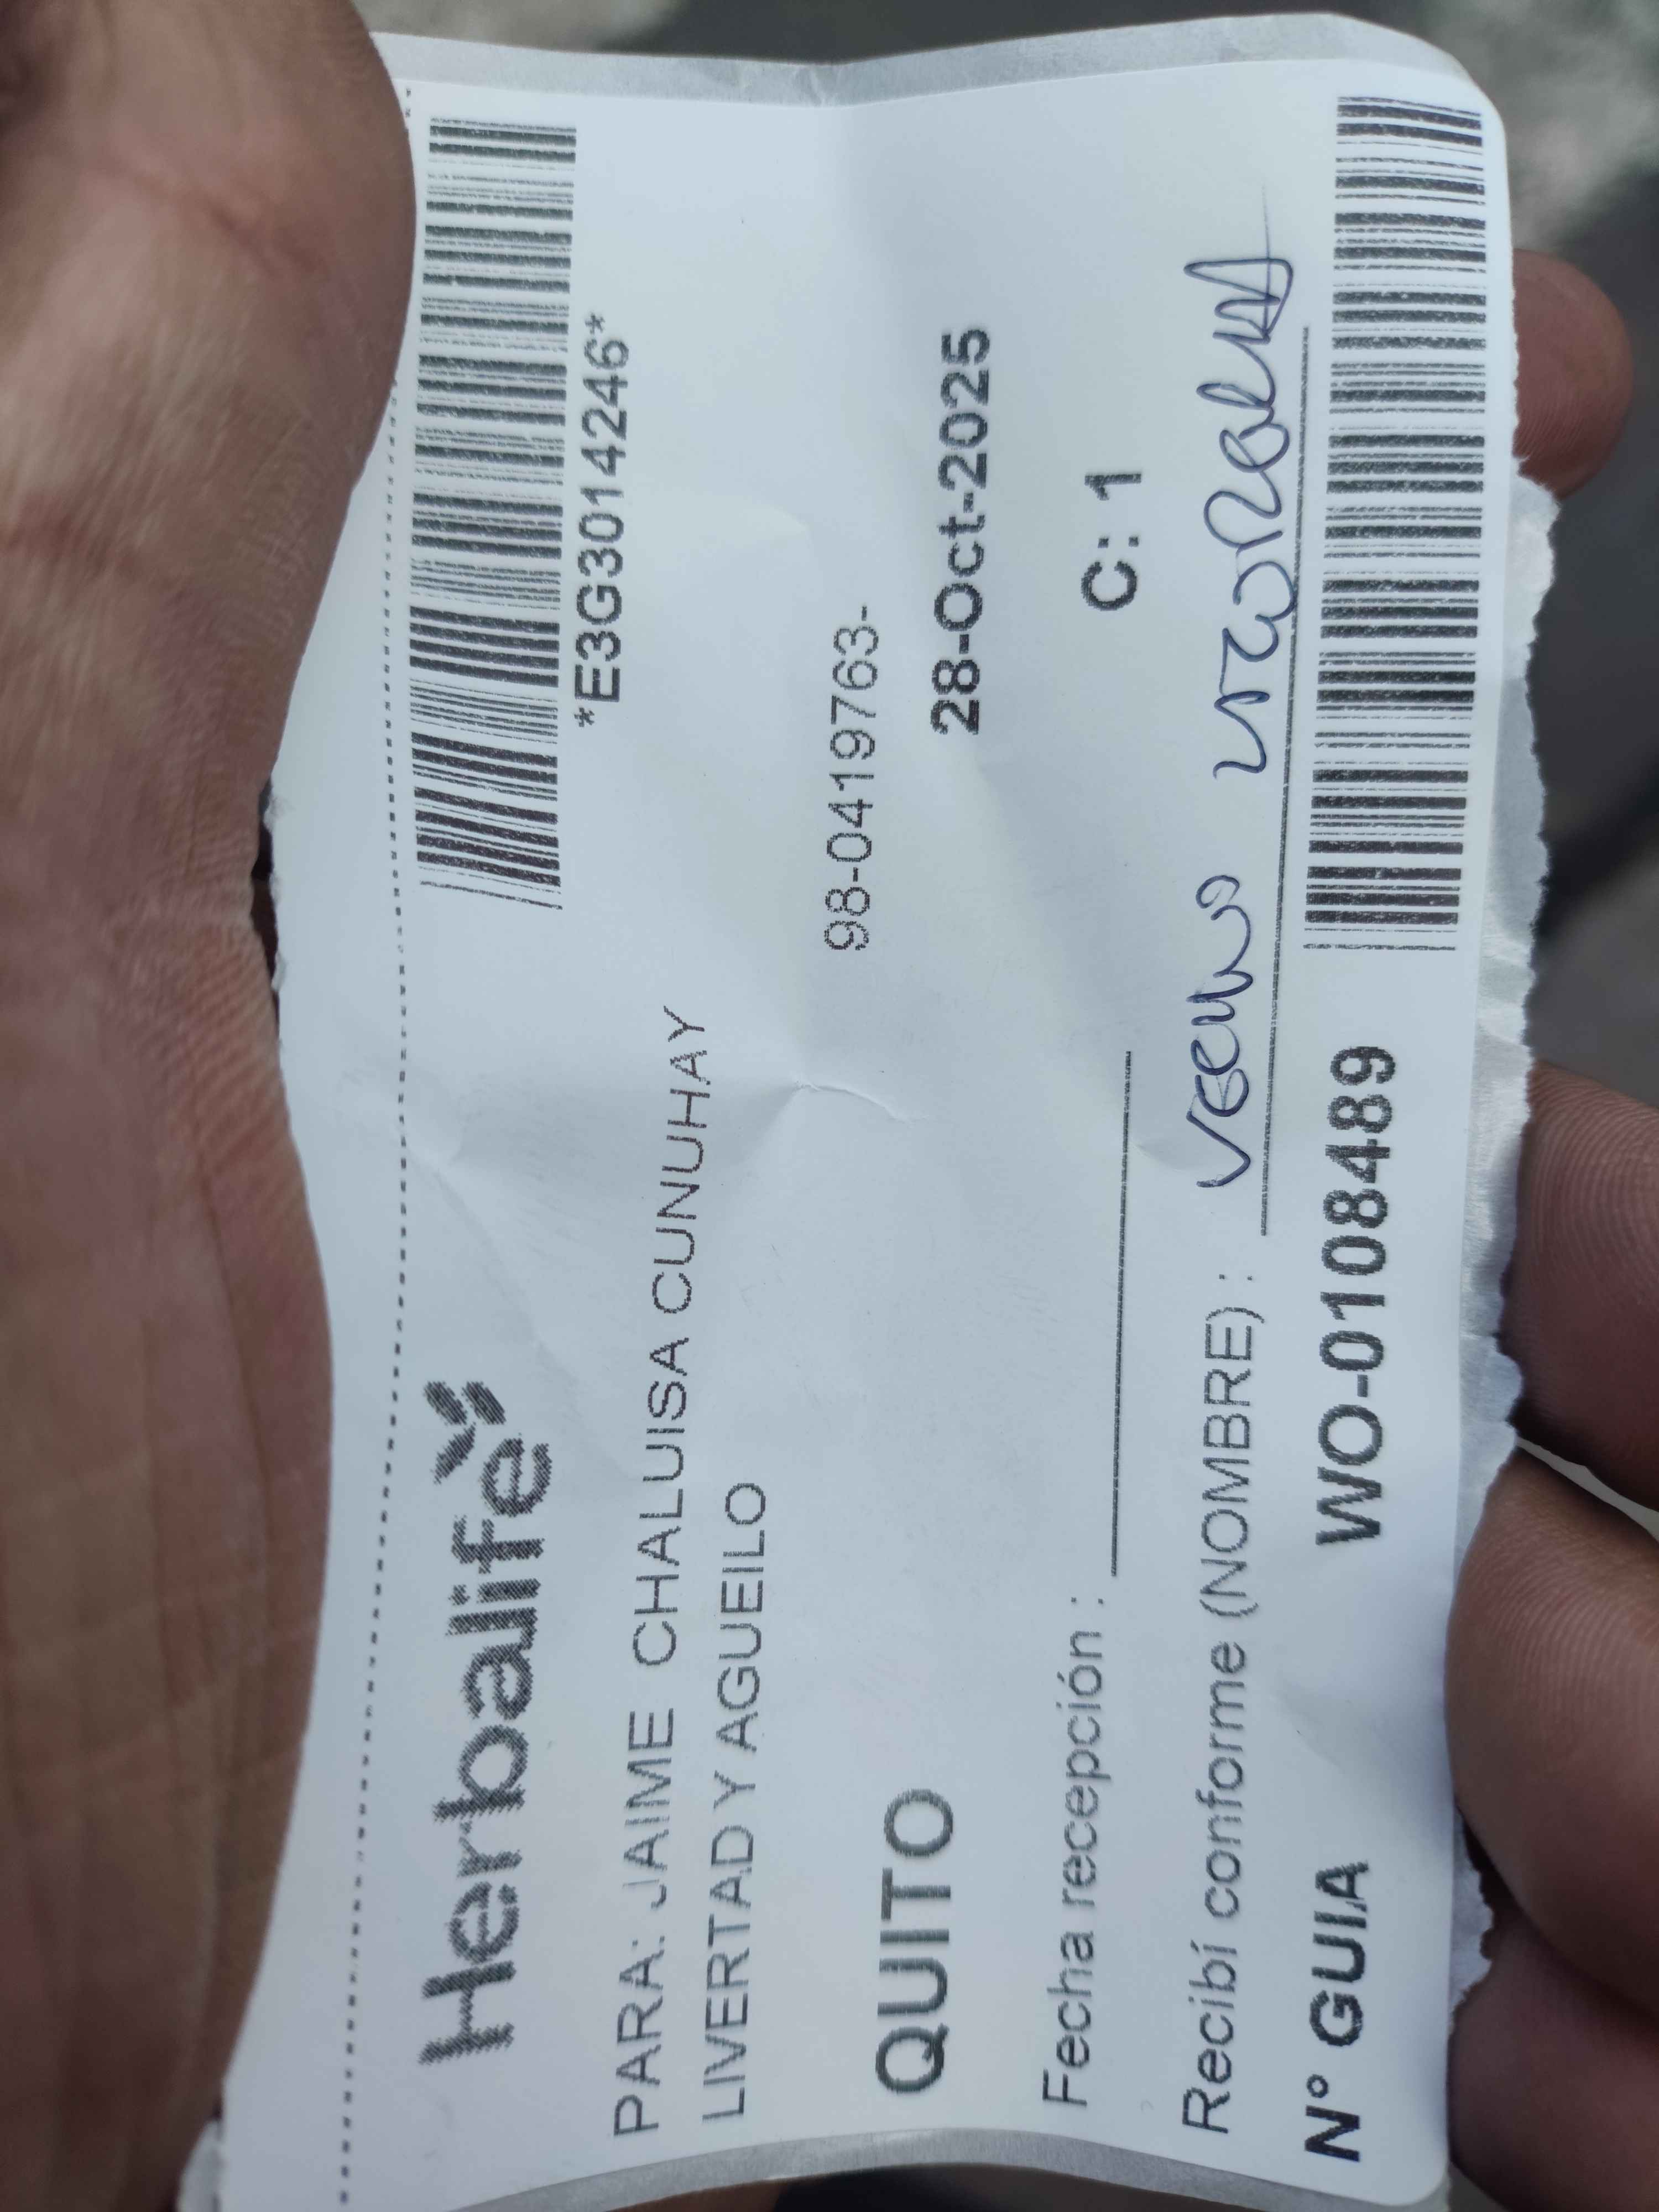 Herbalife
*E3G3014246*
PARA: JAIME CHALUISA CUNUHAY
LIVERTAD Y AGUEILO
98-0419763-
QUITO
28-Oct-2025
Fecha recepción :
C: 1
Recibí conforme (NOMBRE) :
N° GUIA WO-0108489